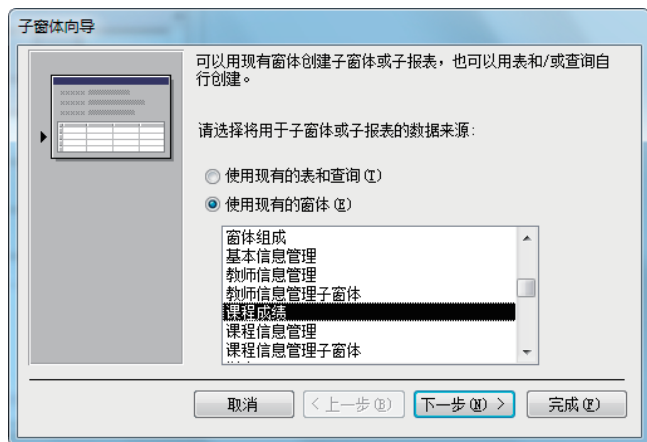 子窗体向导
可以用现有窗体创建子窗体或子报表，也可以用表和/或查询自
行创建。
请选择将用于子窗体或子报表的数据来源:
使用现有的表和查询(T)
使用现有的窗体(E)
窗体组成
基本信息管理
教师信息管理
教师信息管理子窗体
课程成绩
课程信息管理
课程信息管理子窗体
取消
<上一步(B)
下一步(N) >
完成(F)